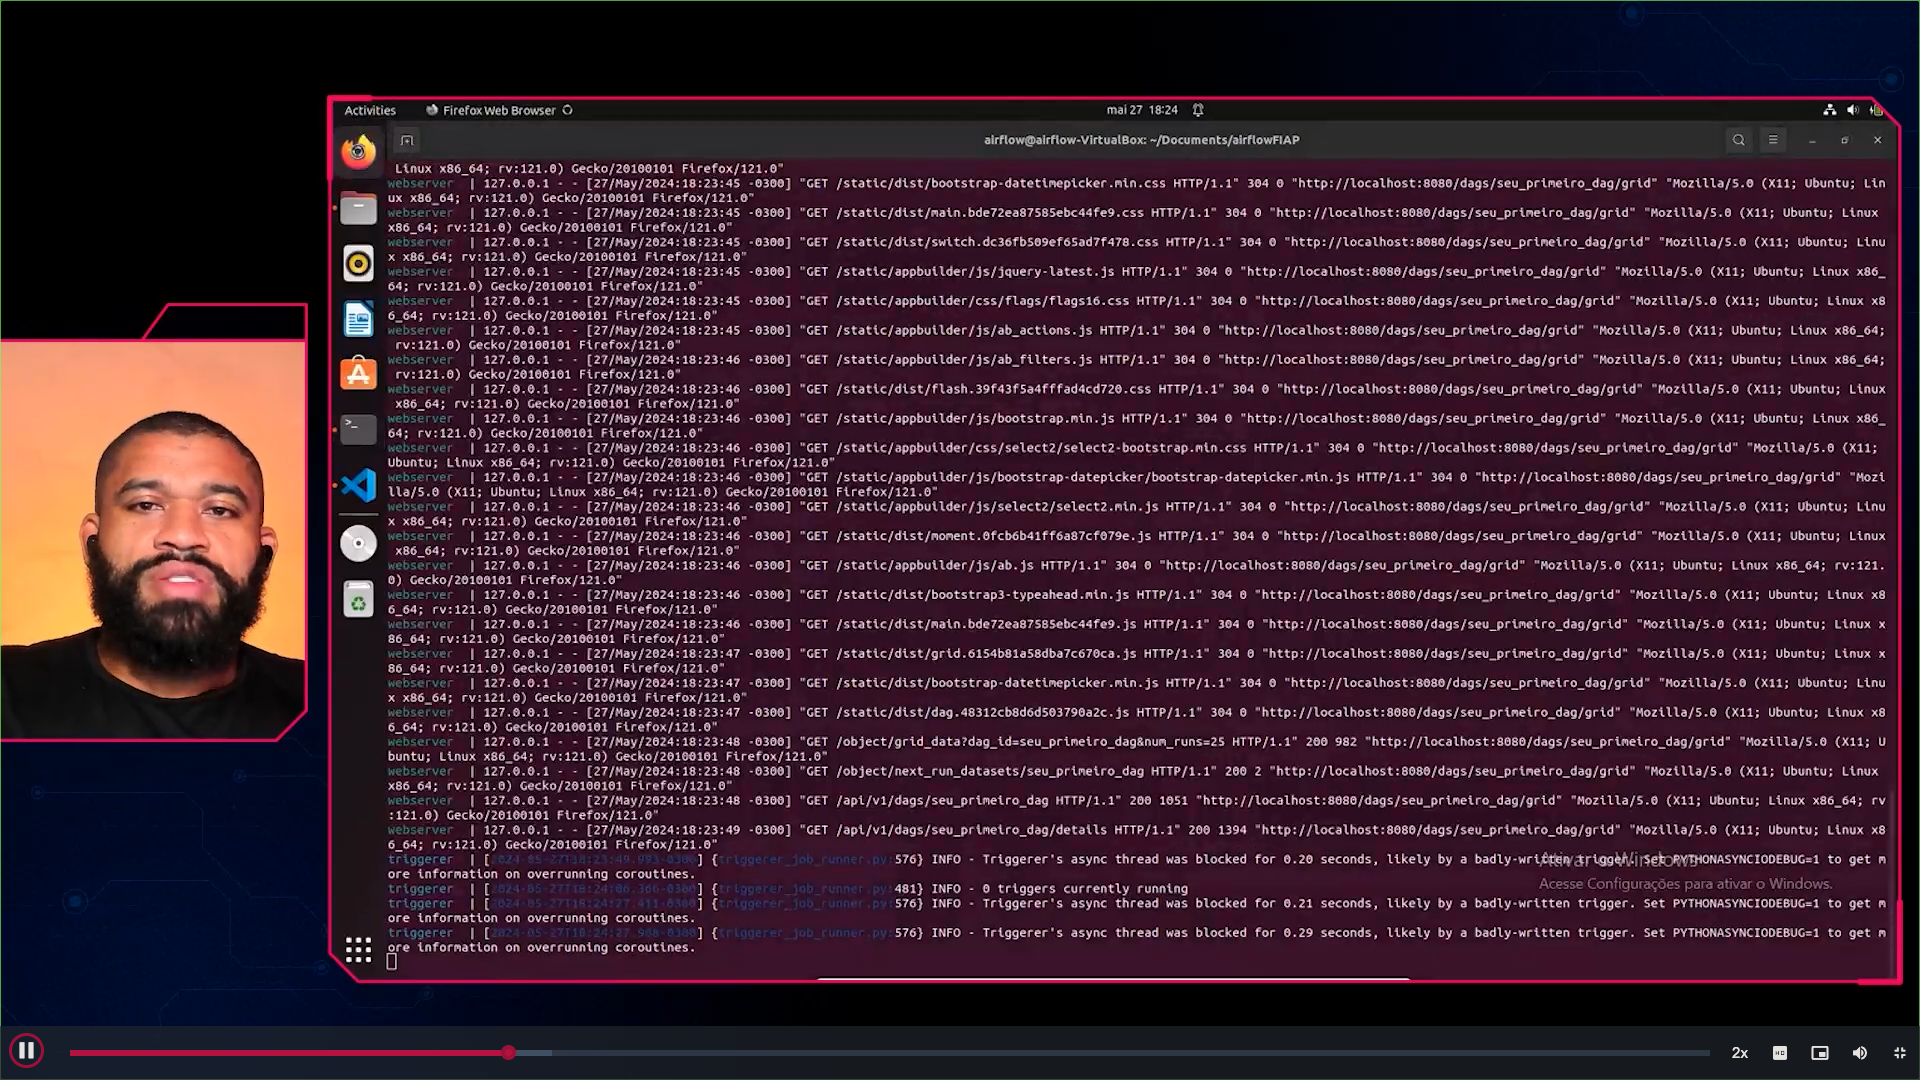 Activities
Firefox Web Browser
mai 27 18:24
airflow@airflow-VirtualBox: ~/Documents/airflowFIAP
Linux x86_64; rv:121.0) Gecko/20100101 Firefox/121.0"
webserver | 127.0.0.1 - - [27/May/2024:18:23:45 -0300] "GET /static/dist/bootstrap-datetimepicker.min.css HTTP/1.1" 304 0 "http://localhost:8080/dags/seu_primeiro_dag/grid" "Mozilla/5.0 (X11; Ubuntu; Lin
ux x86_64; rv:121.0) Gecko/20100101 Firefox/121.0"
webserver | 127.0.0.1 - - [27/May/2024:18:23:45 -0300] "GET /static/dist/main.bde72ea87585ebc44fe9.css HTTP/1.1" 304 0 "http://localhost:8080/dags/seu_primeiro_dag/grid" "Mozilla/5.0 (X11; Ubuntu; Linux
x86_64; rv:121.0) Gecko/20100101 Firefox/121.0"
webserver | 127.0.0.1 - - [27/May/2024:18:23:45 -0300] "GET /static/dist/switch.dc36fb509ef65ad7f478.css HTTP/1.1" 304 0 "http://localhost:8080/dags/seu_primeiro_dag/grid" "Mozilla/5.0 (X11; Ubuntu; Linu
x x86_64; rv:121.0) Gecko/20100101 Firefox/121.0"
webserver | 127.0.0.1 - - [27/May/2024:18:23:45 -0300] "GET /static/appbuilder/js/jquery-latest.js HTTP/1.1" 304 0 "http://localhost:8080/dags/seu_primeiro_dag/grid" "Mozilla/5.0 (X11; Ubuntu; Linux x86_
64; rv:121.0) Gecko/20100101 Firefox/121.0"
webserver | 127.0.0.1 - - [27/May/2024:18:23:45 -0300] "GET /static/appbuilder/css/flags/flags16.css HTTP/1.1" 304 0 "http://localhost:8080/dags/seu_primeiro_dag/grid" "Mozilla/5.0 (X11; Ubuntu; Linux x8
6_64; rv:121.0) Gecko/20100101 Firefox/121.0"
webserver | 127.0.0.1 - - [27/May/2024:18:23:45 -0300] "GET /static/appbuilder/js/ab_actions.js HTTP/1.1" 304 0 "http://localhost:8080/dags/seu_primeiro_dag/grid" "Mozilla/5.0 (X11; Ubuntu; Linux x86_64;
rv:121.0) Gecko/20100101 Firefox/121.0"
webserver | 127.0.0.1 - - [27/May/2024:18:23:46 -0300] "GET /static/appbuilder/js/ab_filters.js HTTP/1.1" 304 0 "http://localhost:8080/dags/seu_primeiro_dag/grid" "Mozilla/5.0 (X11; Ubuntu; Linux x86_64;
rv:121.0) Gecko/20100101 Firefox/121.0"
webserver | 127.0.0.1 - - [27/May/2024:18:23:46 -0300] "GET /static/dist/flash.39f43f5a4fffad4cd720.css HTTP/1.1" 304 0 "http://localhost:8080/dags/seu_primeiro_dag/grid" "Mozilla/5.0 (X11; Ubuntu; Linux
x86_64; rv:121.0) Gecko/20100101 Firefox/121.0"
webserver | 127.0.0.1 - - [27/May/2024:18:23:46 -0300] "GET /static/appbuilder/js/bootstrap.min.js HTTP/1.1" 304 0 "http://localhost:8080/dags/seu_primeiro_dag/grid" "Mozilla/5.0 (X11; Ubuntu; Linux x86_
64; rv:121.0) Gecko/20100101 Firefox/121.0"
webserver | 127.0.0.1 - - [27/May/2024:18:23:46 -0300] "GET /static/appbuilder/css/select2/select2-bootstrap.min.css HTTP/1.1" 304 0 "http://localhost:8080/dags/seu_primeiro_dag/grid" "Mozilla/5.0 (X11;
Ubuntu; Linux x86_64; rv:121.0) Gecko/20100101 Firefox/121.0"
webserver | 127.0.0.1 - - [27/May/2024:18:23:46 -0300] "GET /static/appbuilder/js/bootstrap-datepicker/bootstrap-datepicker.min.js HTTP/1.1" 304 0 "http://localhost:8080/dags/seu_primeiro_dag/grid" "Mozi
lla/5.0 (X11; Ubuntu; Linux x86_64; rv:121.0) Gecko/20100101 Firefox/121.0"
webserver | 127.0.0.1 - - [27/May/2024:18:23:46 -0300] "GET /static/appbuilder/js/select2/select2.min.js HTTP/1.1" 304 0 "http://localhost:8080/dags/seu_primeiro_dag/grid" "Mozilla/5.0 (X11; Ubuntu; Linu
x x86_64; rv:121.0) Gecko/20100101 Firefox/121.0"
webserver | 127.0.0.1 - - [27/May/2024:18:23:46 -0300] "GET /static/dist/moment.0fcb6b41ff6a87cf079e.js HTTP/1.1" 304 0 "http://localhost:8080/dags/seu_primeiro_dag/grid" "Mozilla/5.0 (X11; Ubuntu; Linux
x86_64; rv:121.0) Gecko/20100101 Firefox/121.0"
webserver | 127.0.0.1 - - [27/May/2024:18:23:46 -0300] "GET /static/appbuilder/js/ab.js HTTP/1.1" 304 0 "http://localhost:8080/dags/seu_primeiro_dag/grid" "Mozilla/5.0 (X11; Ubuntu; Linux x86_64; rv:121.
0) Gecko/20100101 Firefox/121.0"
webserver | 127.0.0.1 - - [27/May/2024:18:23:46 -0300] "GET /static/dist/bootstrap3-typeahead.min.js HTTP/1.1" 304 0 "http://localhost:8080/dags/seu_primeiro_dag/grid" "Mozilla/5.0 (X11; Ubuntu; Linux x8
6_64; rv:121.0) Gecko/20100101 Firefox/121.0"
webserver | 127.0.0.1 - - [27/May/2024:18:23:46 -0300] "GET /static/dist/main.bde72ea87585ebc44fe9.js HTTP/1.1" 304 0 "http://localhost:8080/dags/seu_primeiro_dag/grid" "Mozilla/5.0 (X11; Ubuntu; Linux x
86_64; rv:121.0) Gecko/20100101 Firefox/121.0"
webserver | 127.0.0.1 - - [27/May/2024:18:23:47 -0300] "GET /static/dist/grid.6154b81a58dba7c670ca.js HTTP/1.1" 304 0 "http://localhost:8080/dags/seu_primeiro_dag/grid" "Mozilla/5.0 (X11; Ubuntu; Linux x
86_64; rv:121.0) Gecko/20100101 Firefox/121.0"
webserver | 127.0.0.1 - - [27/May/2024:18:23:47 -0300] "GET /static/dist/bootstrap-datetimepicker.min.js HTTP/1.1" 304 0 "http://localhost:8080/dags/seu_primeiro_dag/grid" "Mozilla/5.0 (X11; Ubuntu; Linu
x x86_64; rv:121.0) Gecko/20100101 Firefox/121.0"
webserver | 127.0.0.1 - - [27/May/2024:18:23:47 -0300] "GET /static/dist/dag.48312cb8d6d503790a2c.js HTTP/1.1" 304 0 "http://localhost:8080/dags/seu_primeiro_dag/grid" "Mozilla/5.0 (X11; Ubuntu; Linux x8
6_64; rv:121.0) Gecko/20100101 Firefox/121.0"
webserver | 127.0.0.1 - - [27/May/2024:18:23:48 -0300] "GET /object/grid_data?dag_id=seu_primeiro_dag&num_runs=25 HTTP/1.1" 200 982 "http://localhost:8080/dags/seu_primeiro_dag/grid" "Mozilla/5.0 (X11; U
buntu; Linux x86_64; rv:121.0) Gecko/20100101 Firefox/121.0"
webserver | 127.0.0.1 - - [27/May/2024:18:23:48 -0300] "GET /object/next_run_datasets/seu_primeiro_dag HTTP/1.1" 200 2 "http://localhost:8080/dags/seu_primeiro_dag/grid" "Mozilla/5.0 (X11; Ubuntu; Linux
x86_64; rv:121.0) Gecko/20100101 Firefox/121.0"
webserver | 127.0.0.1 - - [27/May/2024:18:23:48 -0300] "GET /api/v1/dags/seu_primeiro_dag HTTP/1.1" 200 1051 "http://localhost:8080/dags/seu_primeiro_dag/grid" "Mozilla/5.0 (X11; Ubuntu; Linux x86_64; rv
:121.0) Gecko/20100101 Firefox/121.0"
webserver | 127.0.0.1 - - [27/May/2024:18:23:49 -0300] "GET /api/v1/dags/seu_primeiro_dag/details HTTP/1.1" 200 1394 "http://localhost:8080/dags/seu_primeiro_dag/grid" "Mozilla/5.0 (X11; Ubuntu; Linux x8
6_64; rv:121.0) Gecko/20100101 Firefox/121.0"
triggerer | [2024-05-27T18:23:49.993-0300] {triggerer_job_runner.py:576} INFO - Triggerer's async thread was blocked for 0.20 seconds, likely by a badly-written trigger. Set PYTHONASYNCIODEBUG=1 to get m
ore information on overrunning coroutines.
triggerer | [2024-05-27T18:24:06.366-0300] {triggerer_job_runner.py:481} INFO - 0 triggers currently running
triggerer | [2024-05-27T18:24:27.411-0300] {triggerer_job_runner.py:576} INFO - Triggerer's async thread was blocked for 0.21 seconds, likely by a badly-written trigger. Set PYTHONASYNCIODEBUG=1 to get m
ore information on overrunning coroutines.
triggerer | [2024-05-27T18:24:27.988-0300] {triggerer_job_runner.py:576} INFO - Triggerer's async thread was blocked for 0.29 seconds, likely by a badly-written trigger. Set PYTHONASYNCIODEBUG=1 to get m
ore information on overrunning coroutines.
Ativar o Windows
Acesse Configurações para ativar o Windows.
2x
HD